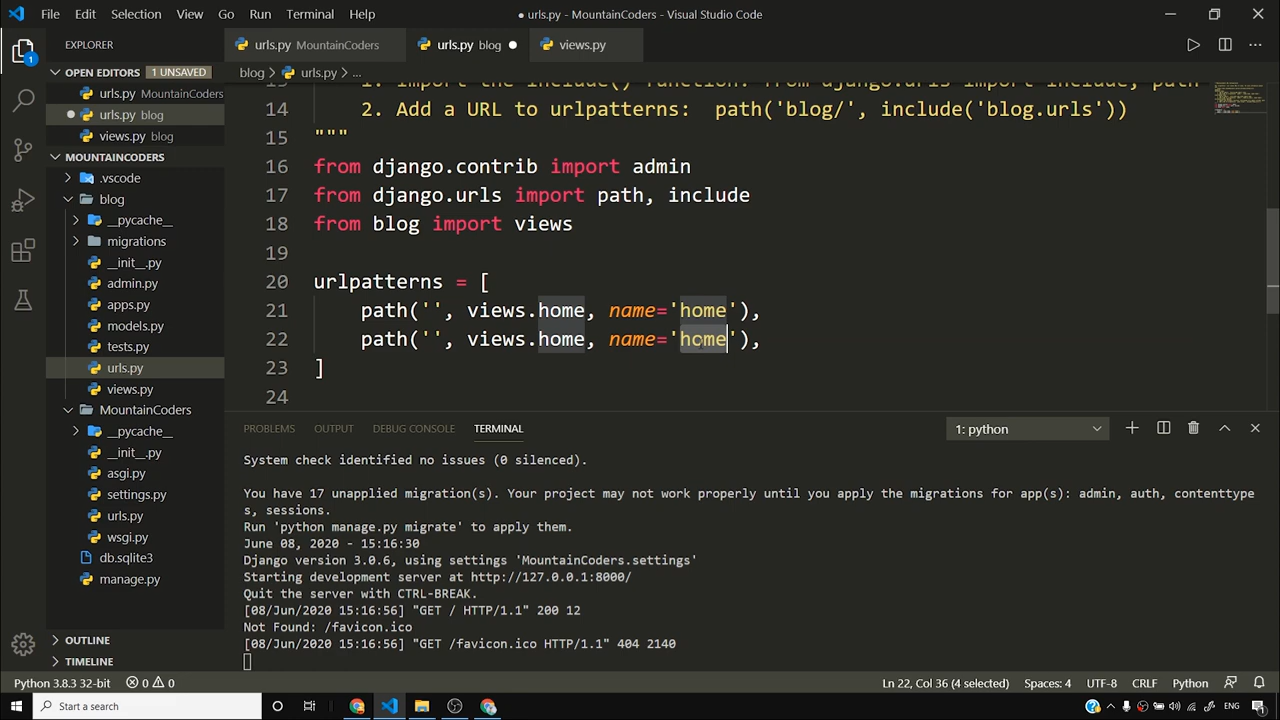 File Edit Selection View Go Run Terminal Help
● urls.py - MountainCoders - Visual Studio Code
EXPLORER
urls.py MountainCoders
urls.py blog ●
views.py
OPEN EDITORS 1 UNSAVED
urls.py MountainCoders
urls.py blog
views.py blog
MOUNTAINCODERS
.vscode
blog
__pycache__
migrations
__init__.py
admin.py
apps.py
models.py
tests.py
urls.py
views.py
MountainCoders
__pycache__
__init__.py
asgi.py
settings.py
urls.py
wsgi.py
db.sqlite3
manage.py
OUTLINE
TIMELINE
blog > urls.py > ...
13 1. Import the include() function: from django.urls import include, path
14 2. Add a URL to urlpatterns:  path('blog/', include('blog.urls'))
15 """
16 from django.contrib import admin
17 from django.urls import path, include
18 from blog import views
19
20 urlpatterns = [
21 path('', views.home, name='home'),
22 path('', views.home, name='home'),
23 ]
24
PROBLEMS OUTPUT DEBUG CONSOLE TERMINAL
1: python
System check identified no issues (0 silenced).
You have 17 unapplied migration(s). Your project may not work properly until you apply the migrations for app(s): admin, auth, contenttype
s, sessions.
Run 'python manage.py migrate' to apply them.
June 08, 2020 - 15:16:30
Django version 3.0.6, using settings 'MountainCoders.settings'
Starting development server at http://127.0.0.1:8000/
Quit the server with CTRL-BREAK.
[08/Jun/2020 15:16:56] "GET / HTTP/1.1" 200 12
Not Found: /favicon.ico
[08/Jun/2020 15:16:56] "GET /favicon.ico HTTP/1.1" 404 2140
Python 3.8.3 32-bit 0 0
Ln 22, Col 36 (4 selected) Spaces: 4 UTF-8 CRLF Python
Start a search
ENG